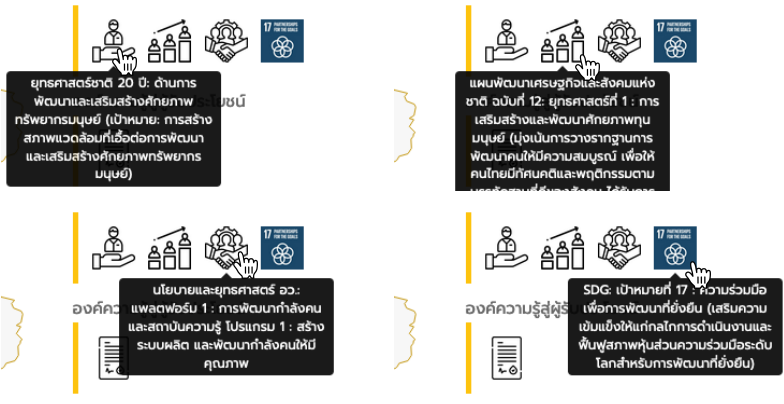 17 PARTNERSHIPS FOR THE GOALS
ยุทธศาสตร์ชาติ 20 ปี: ด้านการ
พัฒนาและเสริมสร้างศักยภาพ
ทรัพยากรมนุษย์ (เป้าหมาย: การสร้าง
สภาพแวดล้อมที่เอื้อต่อการพัฒนา
และเสริมสร้างศักยภาพทรัพยากร
มนุษย์)
17 PARTNERSHIPS FOR THE GOALS
แผนพัฒนาเศรษฐกิจและสังคมแห่ง
ชาติ ฉบับที่ 12: ยุทธศาสตร์ที่ 1 : การ
เสริมสร้างและพัฒนาศักยภาพทุน
มนุษย์ (มุ่งเน้นการวางรากฐานการ
พัฒนาคนให้มีความสมบูรณ์ เพื่อให้
คนไทยมีทัศนคติและพฤติกรรมตาม
17 PARTNERSHIPS FOR THE GOALS
นโยบายและยุทธศาสตร์ อว.:
แพลตฟอร์ม 1 : การพัฒนากำลังคน
และสถาบันความรู้ โปรแกรม 1 : สร้าง
ระบบผลิต และพัฒนากำลังคนให้มี
คุณภาพ
17 PARTNERSHIPS FOR THE GOALS
องค์ความรู้สู่ผู้รับ
SDG: เป้าหมายที่ 17 : ความร่วมมือ
เพื่อการพัฒนาที่ยั่งยืน (เสริมความ
เข้มแข็งให้แก่กลไกการดำเนินงานและ
ฟื้นฟูสภาพหุ้นส่วนความร่วมมือระดับ
โลกสำหรับการพัฒนาที่ยั่งยืน)